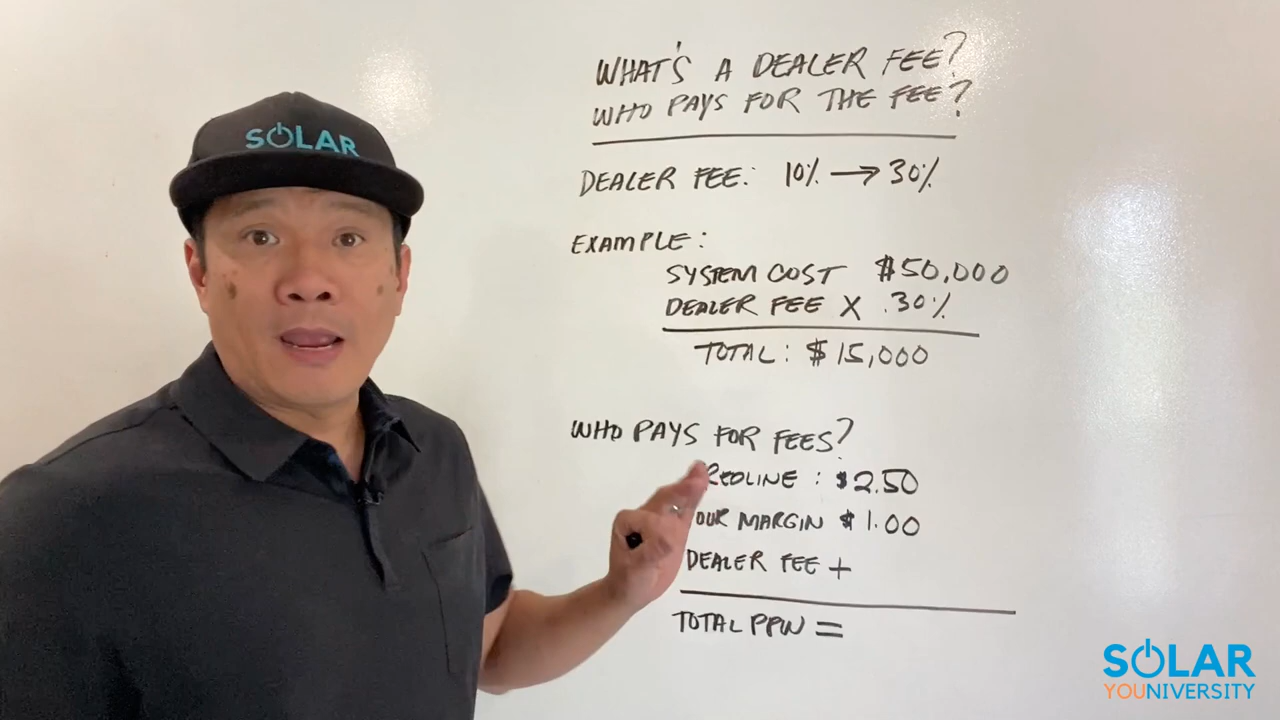 SOLAR
WHAT'S A DEALER FEE?
WHO PAYS FOR THE FEE?
DEALER FEE: 10% → 30%
EXAMPLE:
SYSTEM COST $50,000
DEALER FEE X .30%
TOTAL: $15,000
WHO PAYS FOR FEES?
REDLINE: $2.50
OUR MARGIN $1.00
DEALER FEE +
TOTAL PPW =
SOLAR
YOUNIVERSITY